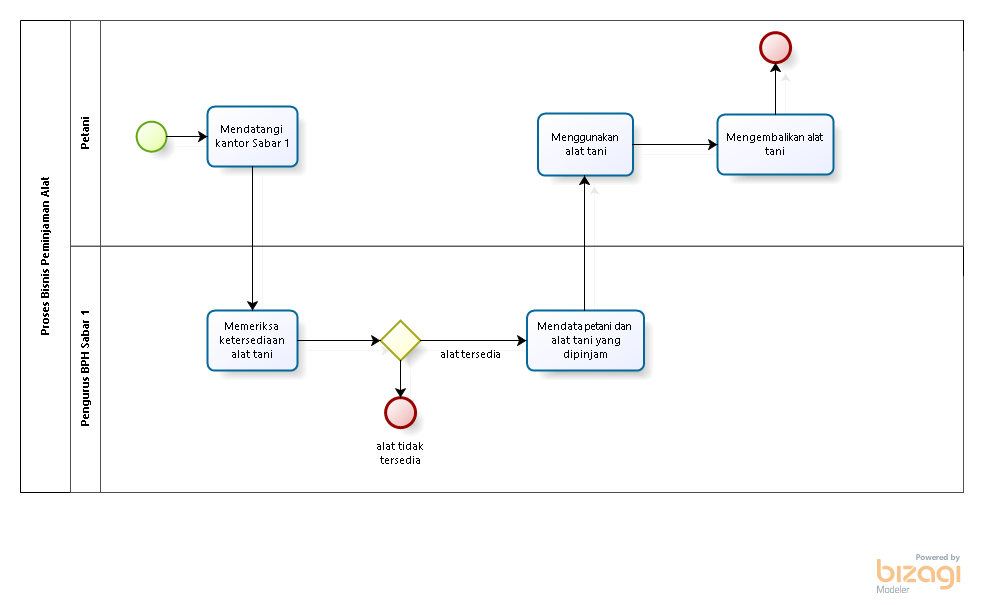 Proses Bisnis Peminjaman Alat
Petani
Mendatangi
kantor Sabar 1
Menggunakan
alat tani
Mengembalikan alat
tani
Pengurus BPH Sabar 1
Memeriksa
ketersediaan
alat tani
alat tersedia
Mendata petani dan
alat tani yang
dipinjam
alat tidak
tersedia
Powered by
bizagi
Modeler